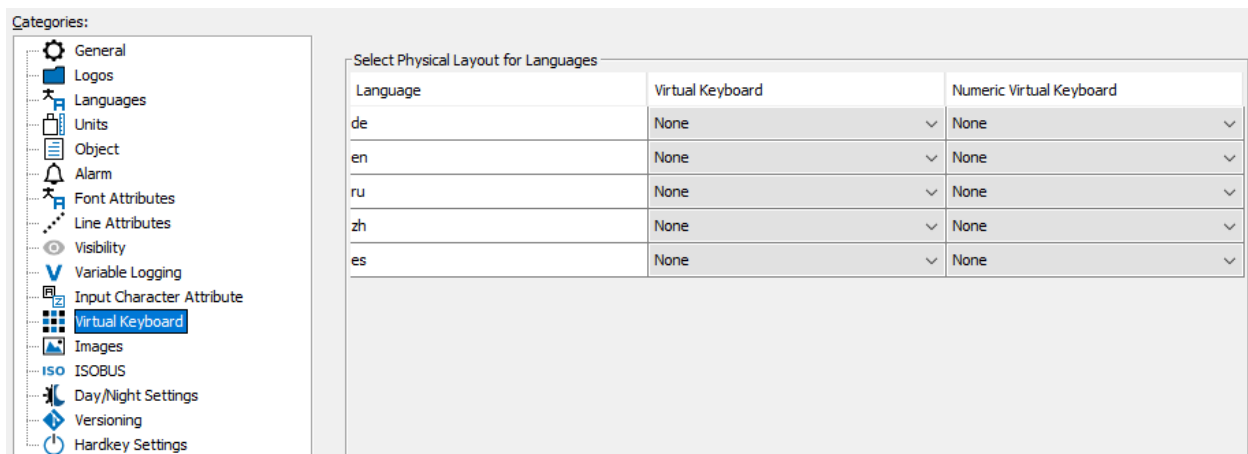 Categories:
General
Logos
Languages
Units
Object
Alarm
Font Attributes
Line Attributes
Visibility
Variable Logging
Input Character Attribute
Virtual Keyboard
Images
ISO ISOBUS
Day/Night Settings
Versioning
Hardkey Settings
Select Physical Layout for Languages
Language Virtual Keyboard Numeric Virtual Keyboard
de None None
en None None
ru None None
zh None None
es None None